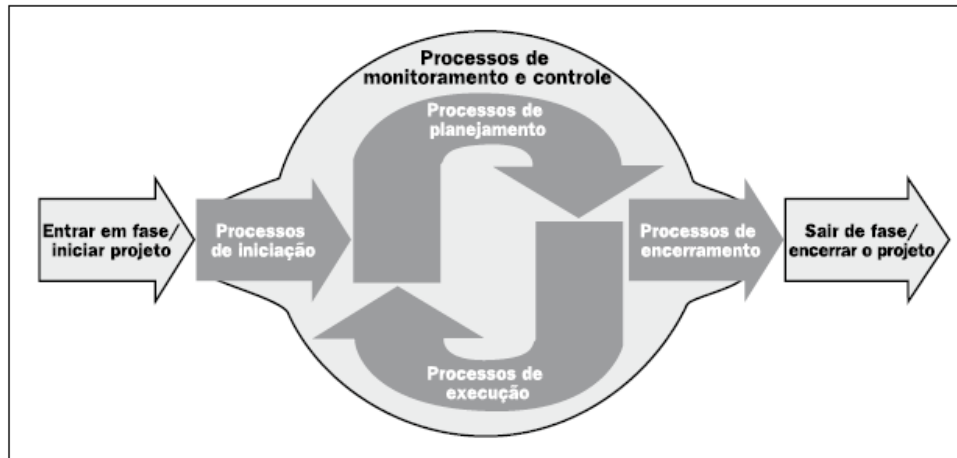 Processos de
monitoramento e controle
Processos de
planejamento
Entrar em fase/
iniciar projeto
Processos
de iniciação
Processos de
encerramento
Sair de fase/
encerrar o projeto
Processos de
execução